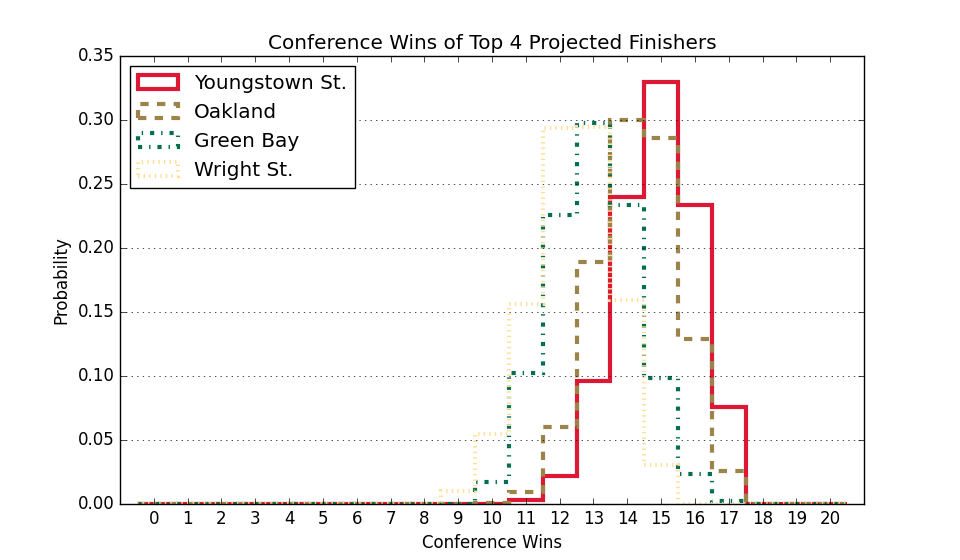 Conference Wins of Top 4 Projected Finishers
0.35
0.30
0.25
0.20
0.15
0.10
0.05
0.00
Probability
Youngstown St.
Oakland
Green Bay
Wright St.
0 1 2 3 4 5 6 7 8 9 10 11 12 13 14 15 16 17 18 19 20
Conference Wins